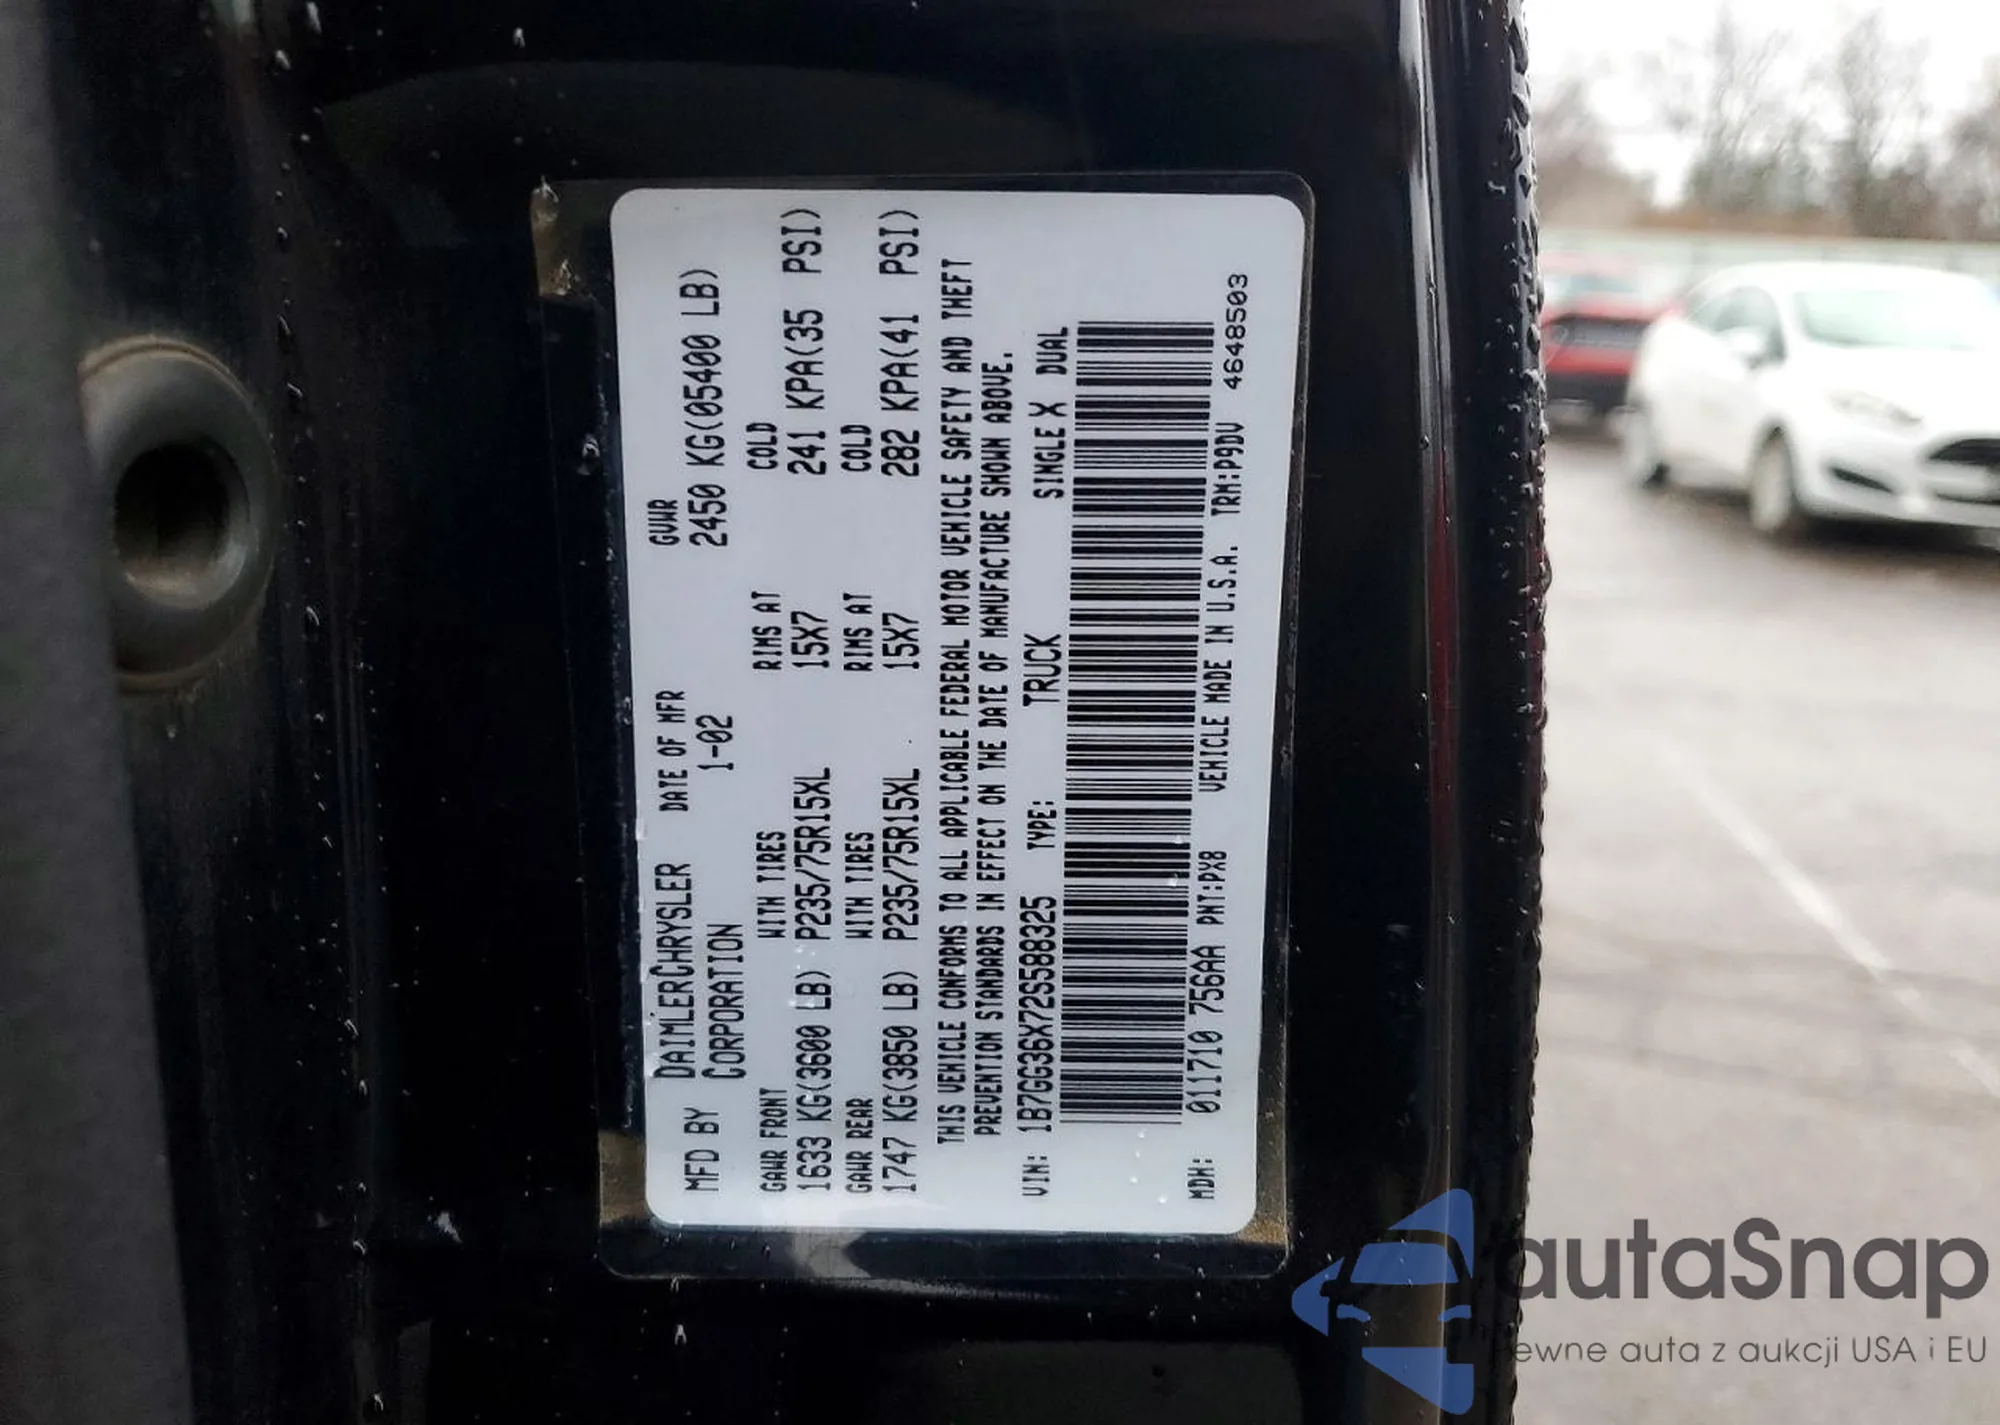 MFD BY DAIMLERCHRYSLER CORPORATION DATE OF MFR 1-02 GVWR 2450 KG(05400 LB)
GAWR FRONT WITH TIRES RIMS AT COLD
1633 KG(3600 LB) P235/75R15XL 15X7 241 KPA(35 PSI)
GAWR REAR WITH TIRES RIMS AT COLD
1747 KG(3850 LB) P235/75R15XL 15X7 282 KPA(41 PSI)
THIS VEHICLE CONFORMS TO ALL APPLICABLE FEDERAL MOTOR VEHICLE SAFETY AND THEFT
PREVENTION STANDARDS IN EFFECT ON THE DATE OF MANUFACTURE SHOWN ABOVE.
VIN: 1B7GG36X72S588325 TYPE: TRUCK SINGLE X DUAL
MDH: 011710 756AA PNT:PX8 VEHICLE MADE IN U.S.A. TRM:P9DV 4648503
autaSnap
Pewne auta z aukcji USA i EU